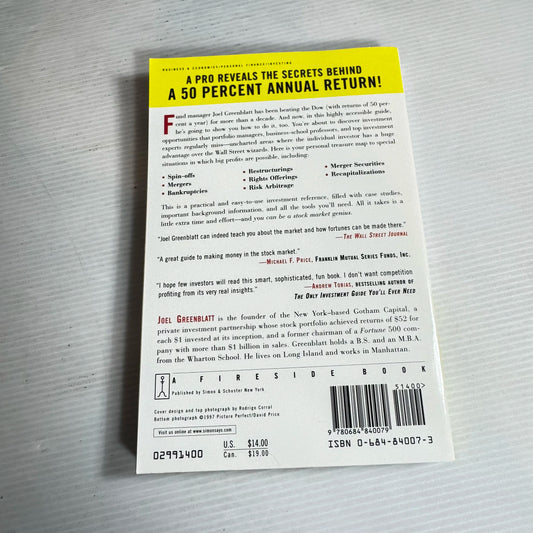 BUSINESS & ECONOMICS/PERSONAL FINANCE/INVESTING
A PRO REVEALS THE SECRETS BEHIND
A 50 PERCENT ANNUAL RETURN!
Fund manager Joel Greenblatt has been beating the Dow (with returns of 50 per-
cent a year) for more than a decade. And now, in this highly accessible guide,
he's going to show you how to do it, too. You're about to discover investment
opportunities that portfolio managers, business-school professors, and top investment
experts regularly miss—uncharted areas where the individual investor has a huge
advantage over the Wall Street wizards. Here is your personal treasure map to special
situations in which big profits are possible, including:
• Spin-offs
• Mergers
• Bankruptcies
• Restructurings
• Rights Offerings
• Risk Arbitrage
• Merger Securities
• Recapitalizations
This is a practical and easy-to-use investment reference, filled with case studies,
important background information, and all the tools you'll need. All it takes is a
little extra time and effort—and you can be a stock market genius.
"Joel Greenblatt can indeed teach you about the market and how fortunes can be made there."
—THE WALL STREET JOURNAL
"A great guide to making money in the stock market."
—MICHAEL F. PRICE, FRANKLIN MUTUAL SERIES FUNDS, INC.
"I hope few investors will read this smart, sophisticated, fun book. I don't want competition
profiting from its very real insights."
—ANDREW TOBIAS, BESTSELLING AUTHOR OF
THE ONLY INVESTMENT GUIDE YOU'LL EVER NEED
JOEL GREENBLATT is the founder of the New York–based Gotham Capital, a
private investment partnership whose stock portfolio achieved returns of $52 for
each $1 invested at its inception, and a former chairman of a Fortune 500 com-
pany with more than $1 billion in sales. Greenblatt holds a B.S. and an M.B.A.
from the Wharton School. He lives on Long Island and works in Manhattan.
A FIRESIDE BOOK
Published by Simon & Schuster New York
Cover design and top photograph by Rodrigo Corral
Bottom photograph ©1997 Picture Perfect/David Price
Visit us online at www.simonsays.com
02991400
U.S. $14.00
Can. $19.00
51400>
9 780684 840079
ISBN 0-684-84007-3